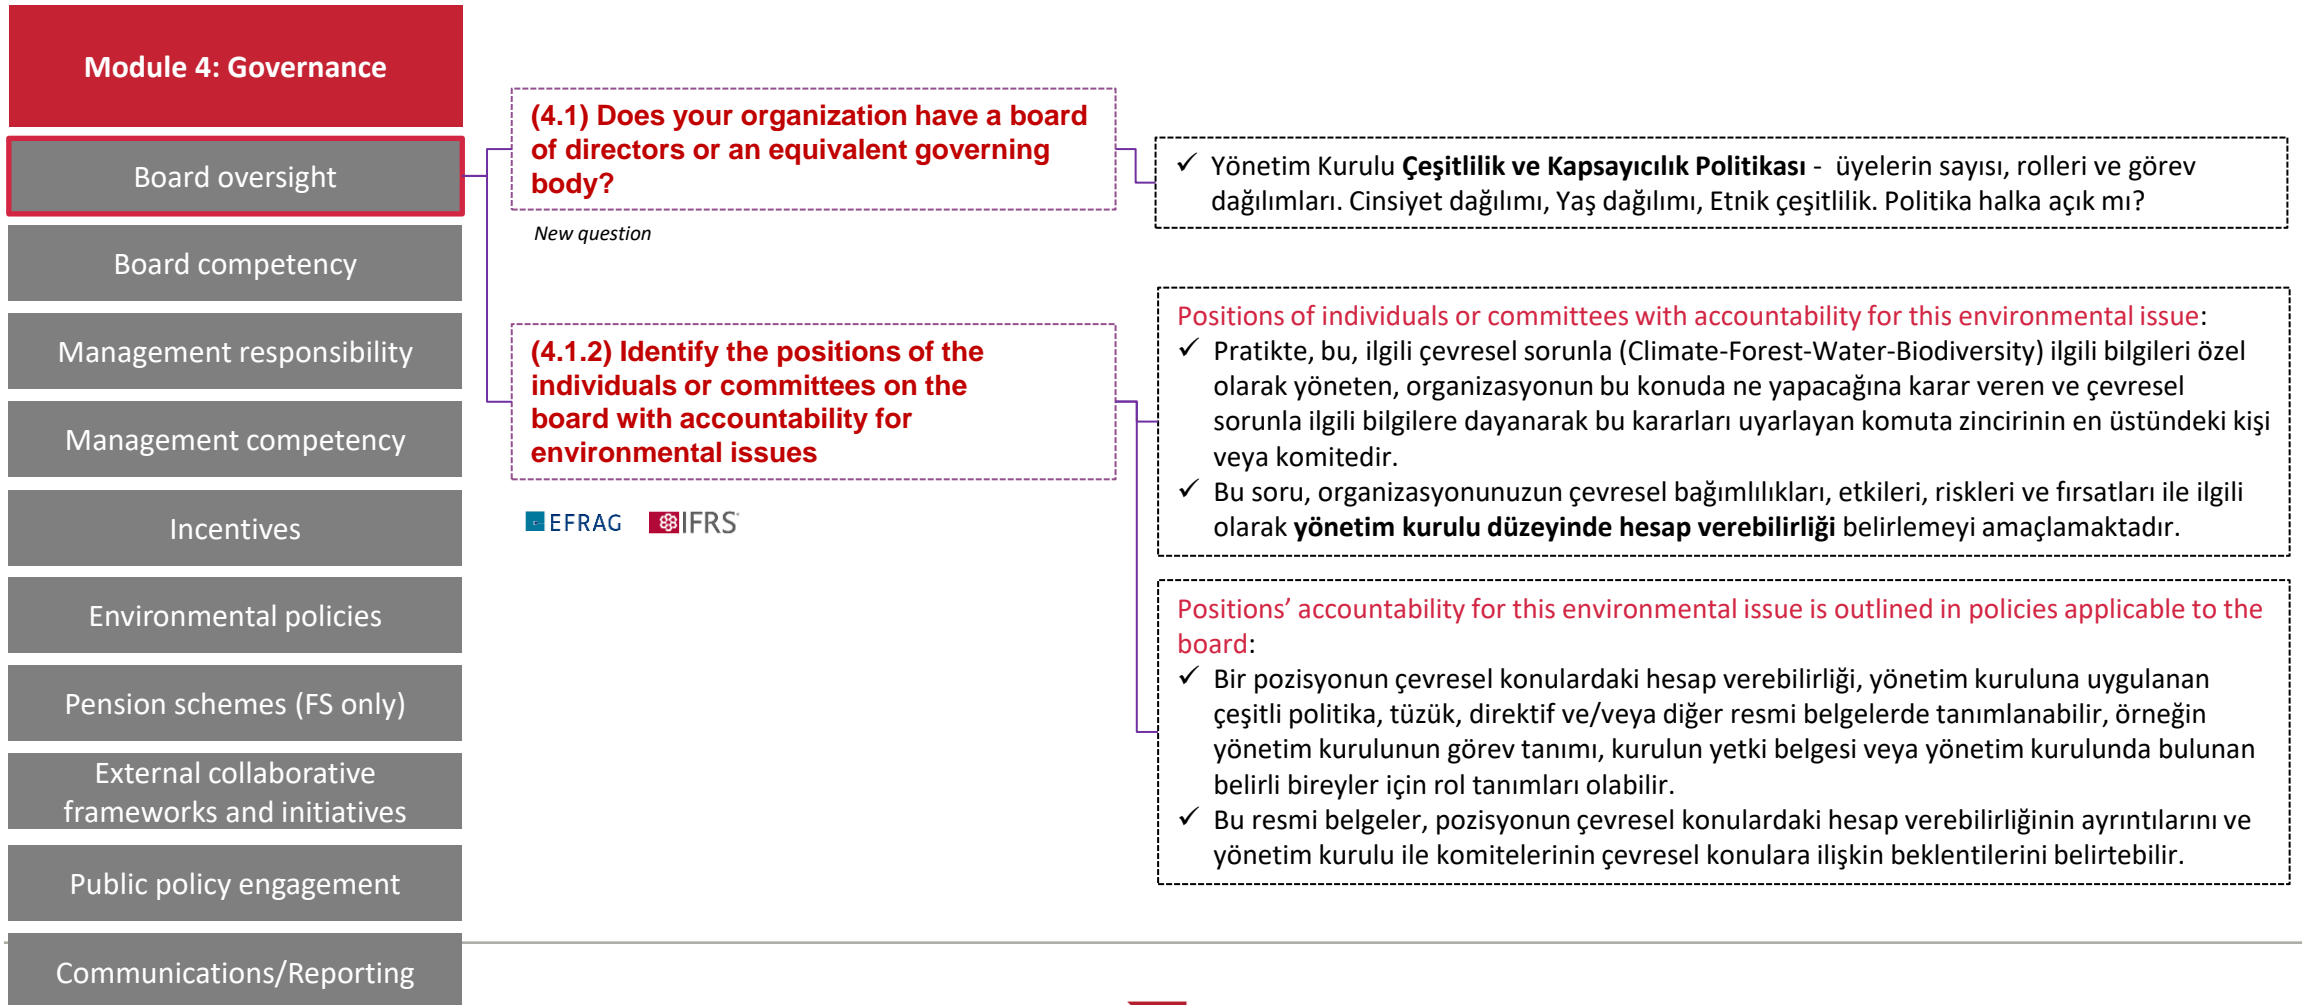 Module 4: Governance
Board oversight
Board competency
Management responsibility
Management competency
Incentives
Environmental policies
Pension schemes (FS only)
External collaborative
frameworks and initiatives
Public policy engagement
Communications/Reporting
(4.1) Does your organization have a board
of directors or an equivalent governing
body?
New question
(4.1.2) Identify the positions of the
individuals or committees on the
board with accountability for
environmental issues
EFRAG IFRS
✓ Yönetim Kurulu Çeşitlilik ve Kapsayıcılık Politikası - üyelerin sayısı, rolleri ve görev
dağılımları. Cinsiyet dağılımı, Yaş dağılımı, Etnik çeşitlilik. Politika halka açık mı?
Positions of individuals or committees with accountability for this environmental issue:
✓ Pratikte, bu, ilgili çevresel sorunla (Climate-Forest-Water-Biodiversity) ilgili bilgileri özel
olarak yöneten, organizasyonun bu konuda ne yapacağına karar veren ve çevresel
sorunla ilgili bilgilere dayanarak bu kararları uyarlayan komuta zincirinin en üstündeki kişi
veya komitedir.
✓ Bu soru, organizasyonunuzun çevresel bağımlılıkları, etkileri, riskleri ve fırsatları ile ilgili
olarak yönetim kurulu düzeyinde hesap verebilirliği belirlemeyi amaçlamaktadır.
Positions’ accountability for this environmental issue is outlined in policies applicable to the
board:
✓ Bir pozisyonun çevresel konulardaki hesap verebilirliği, yönetim kuruluna uygulanan
çeşitli politika, tüzük, direktif ve/veya diğer resmi belgelerde tanımlanabilir, örneğin
yönetim kurulunun görev tanımı, kurulun yetki belgesi veya yönetim kurulunda bulunan
belirli bireyler için rol tanımları olabilir.
✓ Bu resmi belgeler, pozisyonun çevresel konulardaki hesap verebilirliğinin ayrıntılarını ve
yönetim kurulu ile komitelerinin çevresel konulara ilişkin beklentilerini belirtebilir.